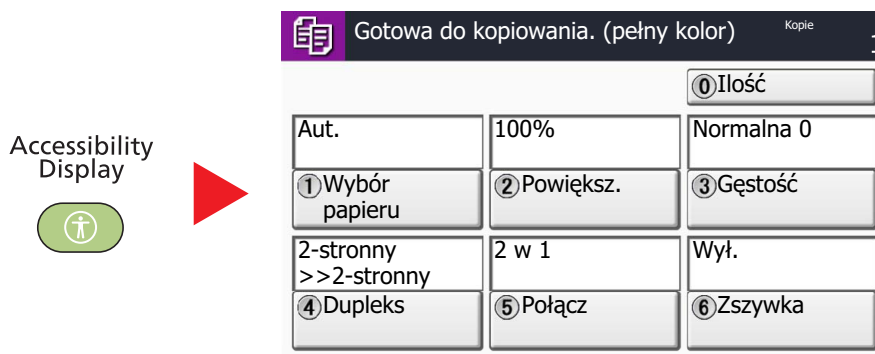 Accessibility
Display
Gotowa do kopiowania. (pełny kolor)
Kopie
0 Ilość
Aut.
100%
Normalna 0
1 Wybór
papieru
2 Powiększ.
3 Gęstość
2-stronny
>>2-stronny
2 w 1
Wył.
4 Dupleks
5 Połącz
6 Zszywka